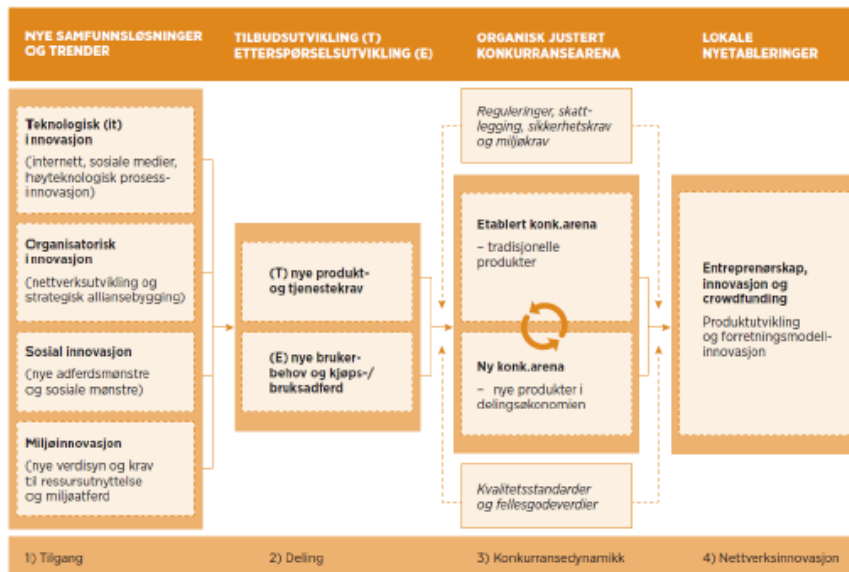 NYE SAMFUNNSLØSNINGER
OG TRENDER
TILBUDSUTVIKLING (T)
ETTERSPØRSELSUTVIKLING (E)
ORGANISK JUSTERT
KONKURRANSEARENA
LOKALE
NYETABLERINGER
Teknologisk (it)
innovasjon
(internett, sosiale medier,
høyteknologisk prosess-
innovasjon)
Organisatorisk
innovasjon
(nettverksutvikling og
strategisk alliansebygging)
Sosial innovasjon
(nye adferdsmønstre
og sosiale mønstre)
Miljøinnovasjon
(nye verdisyn og krav
til ressursutnyttelse
og miljøatferd
(T) nye produkt-
og tjenestekrav
(E) nye bruker-
behov og kjøps-/
bruksadferd
Reguleringer, skatt-
legging, sikkerhetskrav
og miljøkrav
Etablert konk.arena
– tradisjonelle
produkter
Ny konk.arena
– nye produkter i
delingsøkonomien
Kvalitetsstandarder
og fellesgodeverdier
Entreprenørskap,
innovasjon og
crowdfunding
Produktutvikling
og forretningsmodell-
innovasjon
1) Tilgang
2) Deling
3) Konkurransedynamikk
4) Nettverksinnovasjon